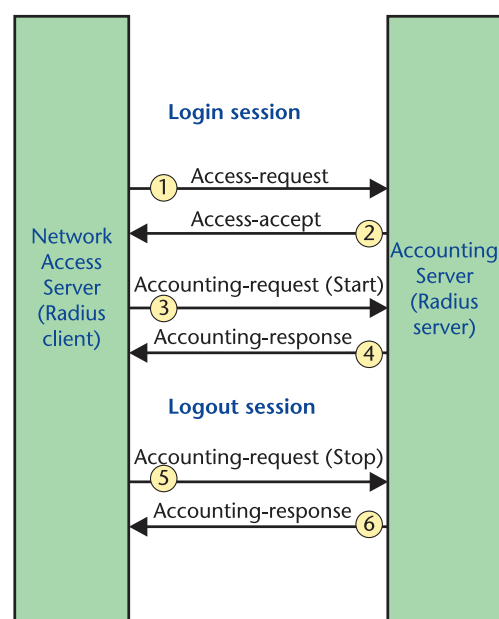 Login session
Access-request
1
Access-accept
2
Network
Access
Server
(Radius
client)
Accounting
Server
(Radius
server)
Accounting-request (Start)
3
Accounting-response
4
Logout session
Accounting-request (Stop)
5
Accounting-response
6